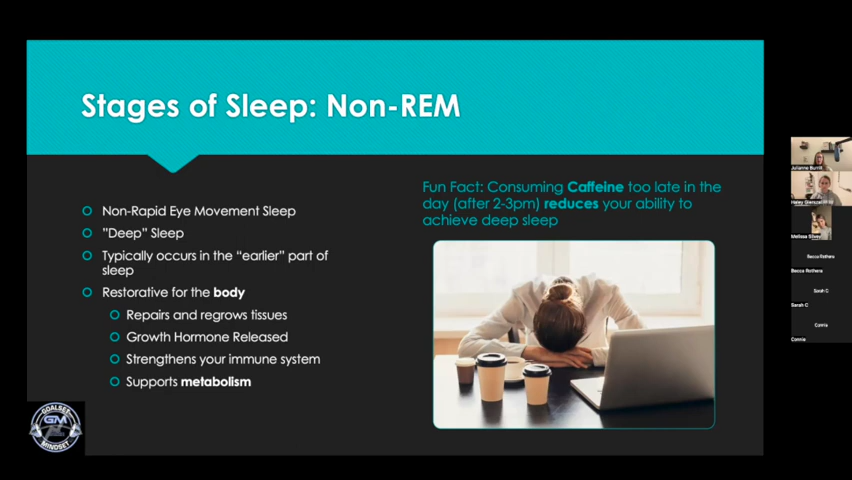 Stages of Sleep: Non-REM
Non-Rapid Eye Movement Sleep
"Deep" Sleep
Typically occurs in the "earlier" part of
sleep
Restorative for the body
Repairs and regrows tissues
Growth Hormone Released
Strengthens your immune system
Supports metabolism
Fun Fact: Consuming Caffeine too late in the
day (after 2-3pm) reduces your ability to
achieve deep sleep
GOALSET
GM
MINDSET
Julianne Burritt
Melissa Silvey
Becca Rothera
Becca Rothera
Sarah C
Sarah C
Connie
Connie